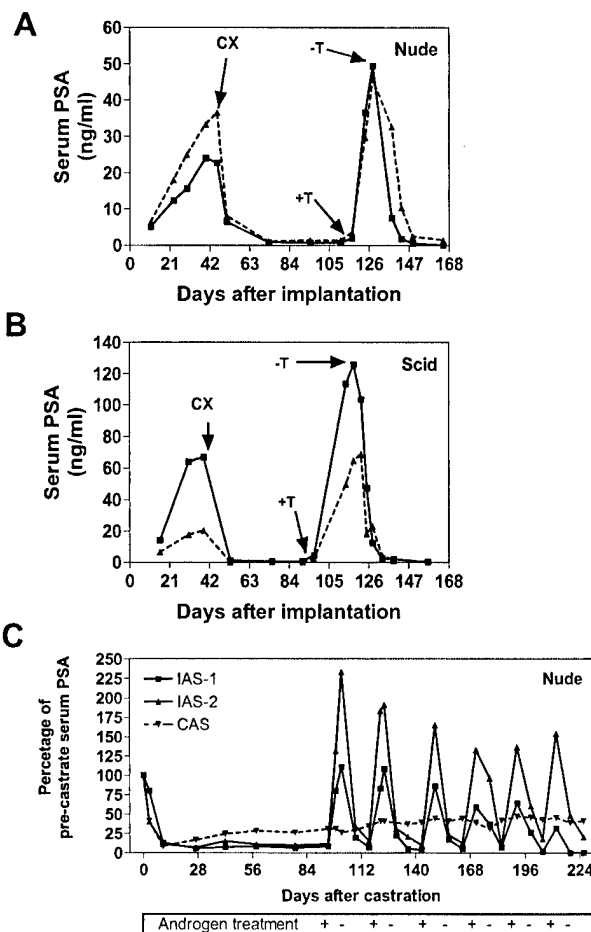 A
60
50
40
30
20
10
0
Serum PSA
(ng/ml)
CX
-T
Nude
+T
0 21 42 63 84 105 126 147 168
Days after implantation
B
140
120
100
80
60
40
20
0
Serum PSA
(ng/ml)
CX
-T
Scid
+T
0 21 42 63 84 105 126 147 168
Days after implantation
C
250
225
200
175
150
125
100
75
50
25
0
Percetage of
pre-castrate serum PSA
IAS-1
IAS-2
CAS
Nude
0 28 56 84 112 140 168 196 224
Days after castration
Androgen treatment + - + - + - + - + - + -